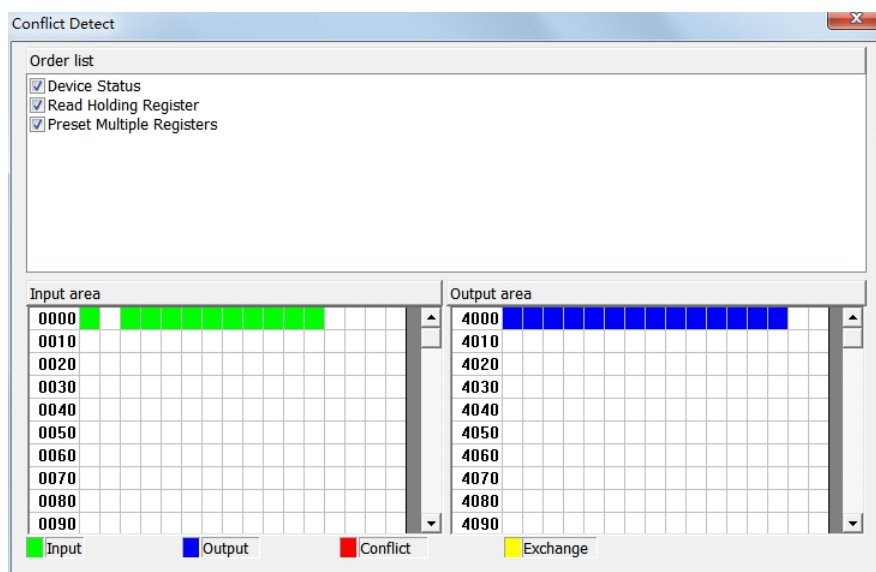 Conflict Detect
X
Order list
Device Status
Read Holding Register
Preset Multiple Registers
Input area
0000
0010
0020
0030
0040
0050
0060
0070
0080
0090
Output area
4000
4010
4020
4030
4040
4050
4060
4070
4080
4090
Input
Output
Conflict
Exchange